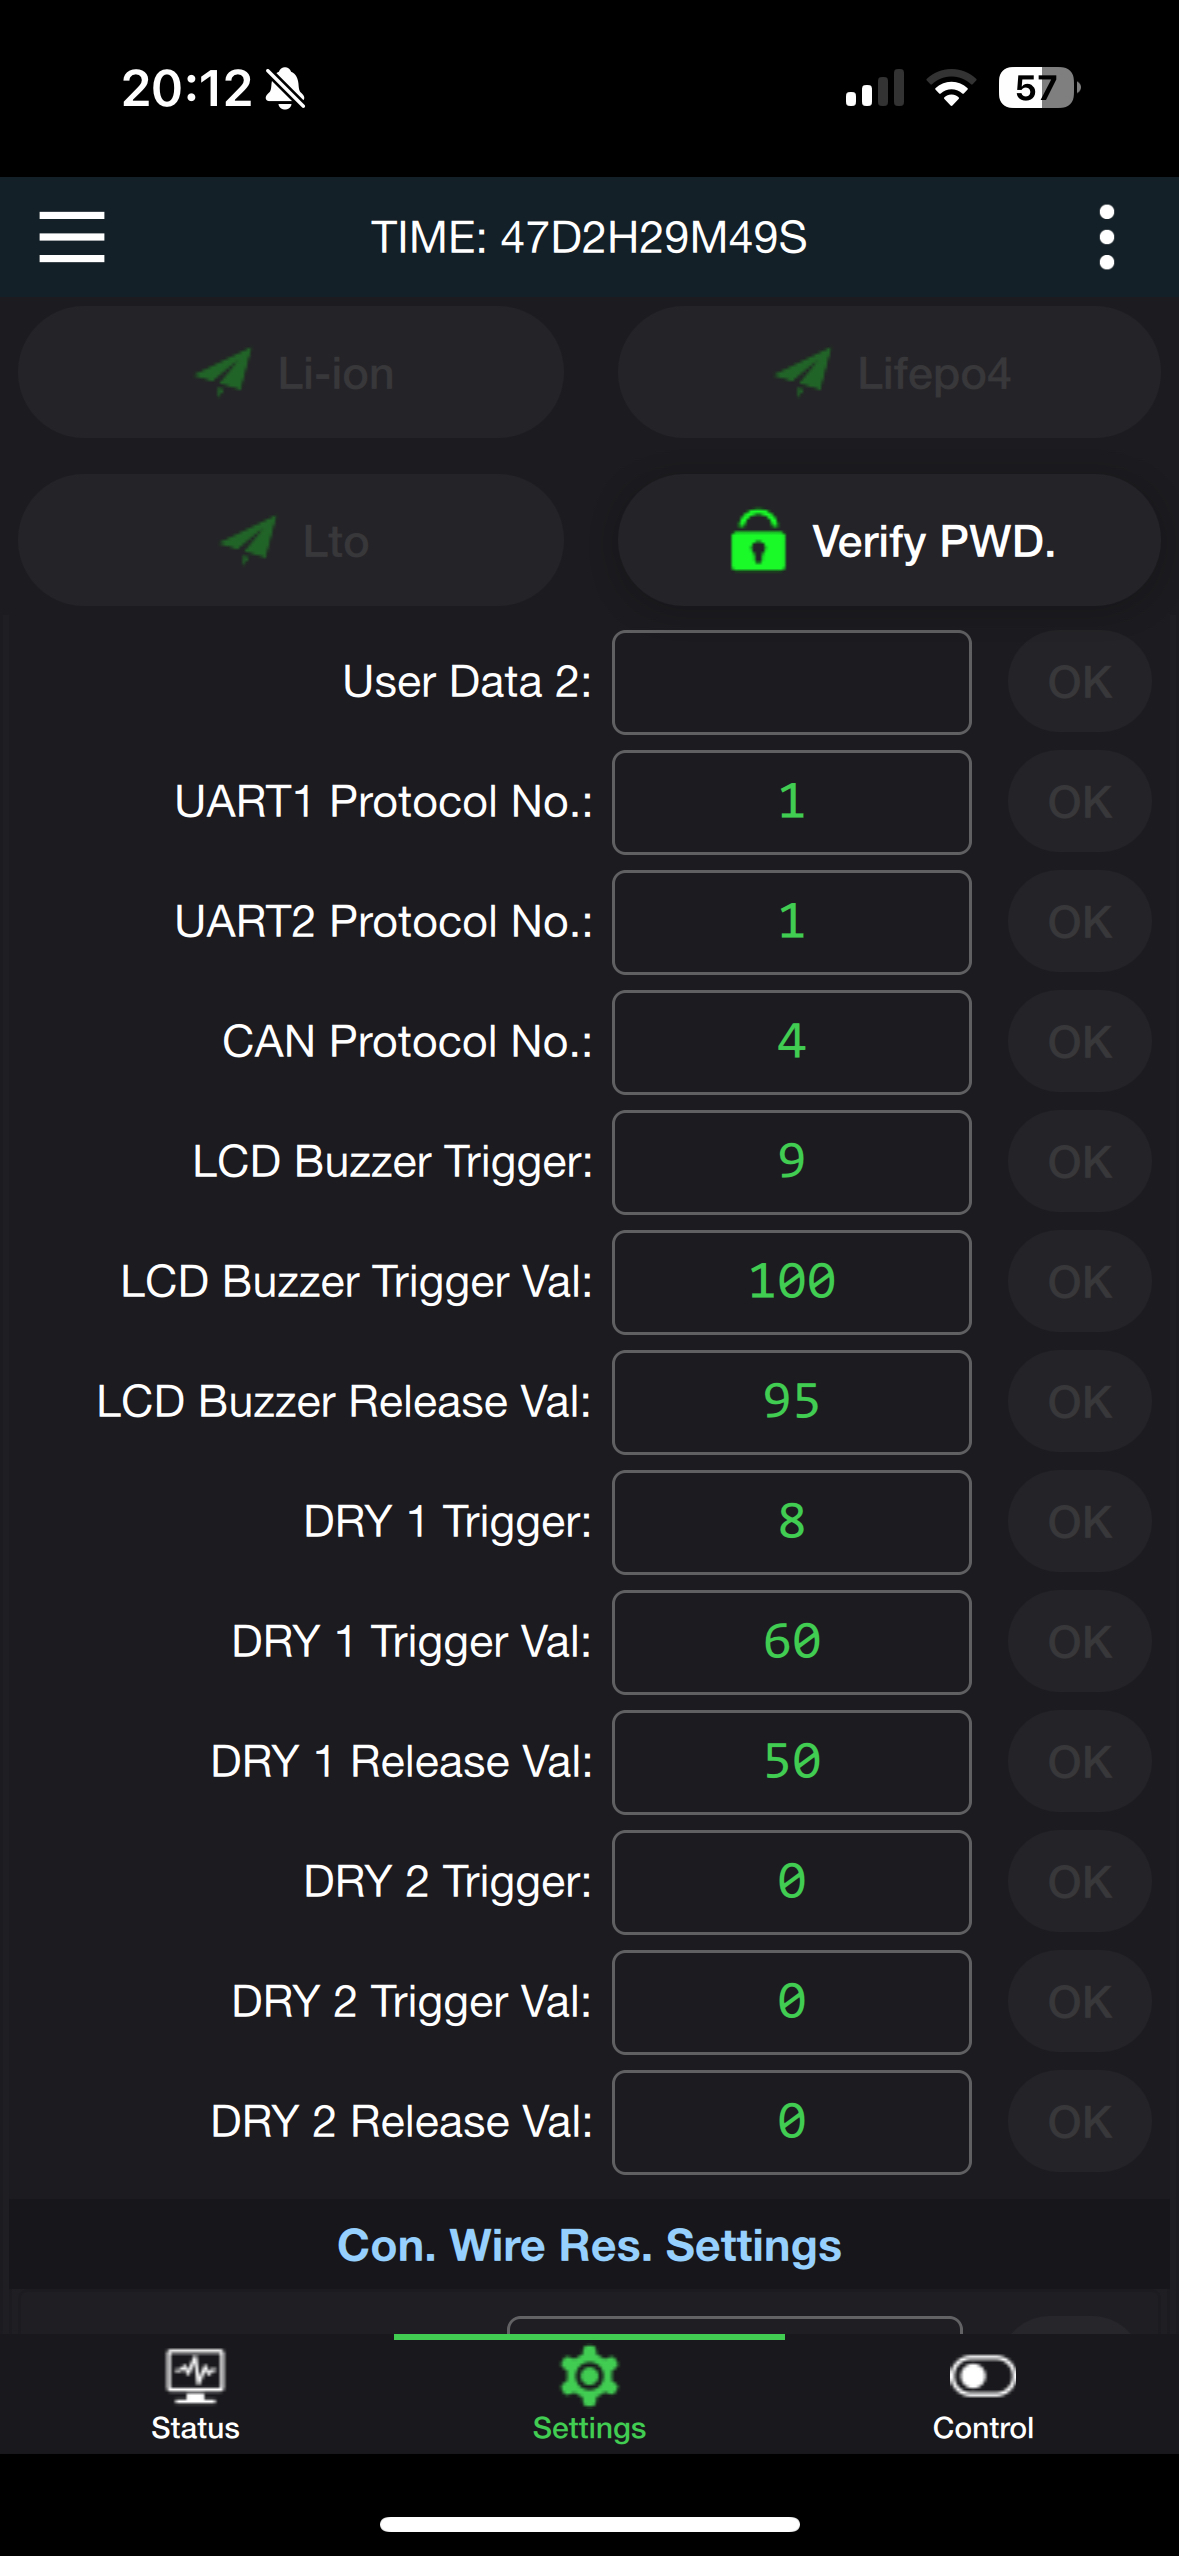 20:12
57
TIME: 47D2H29M49S
Li-ion
Lifepo4
Lto
Verify PWD.
User Data 2:
OK
UART1 Protocol No.: 1 OK
UART2 Protocol No.: 1 OK
CAN Protocol No.: 4 OK
LCD Buzzer Trigger: 9 OK
LCD Buzzer Trigger Val: 100 OK
LCD Buzzer Release Val: 95 OK
DRY 1 Trigger: 8 OK
DRY 1 Trigger Val: 60 OK
DRY 1 Release Val: 50 OK
DRY 2 Trigger: 0 OK
DRY 2 Trigger Val: 0 OK
DRY 2 Release Val: 0 OK
Con. Wire Res. Settings
Status
Settings
Control